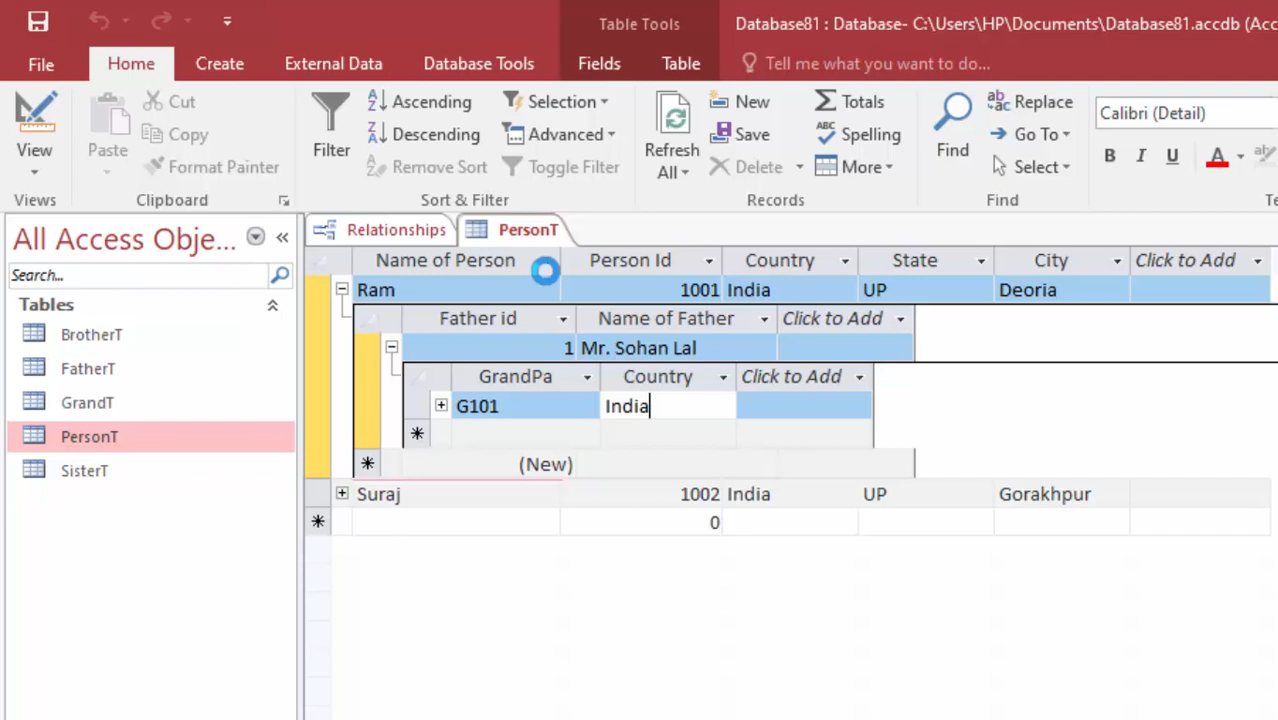 Table Tools
Database81 : Database- C:\Users\HP\Documents\Database81.accdb (Acc
File Home Create External Data Database Tools Fields Table Tell me what you want to do...
View
Views
Paste
Cut
Copy
Format Painter
Clipboard
Filter
Ascending
Descending
Remove Sort
Selection
Advanced
Toggle Filter
Sort & Filter
Refresh
All
New
Save
Delete
Totals
Spelling
More
Records
Find
Replace
Go To
Select
Find
Calibri (Detail)
B I U A ab
Te
All Access Obje...
Search...
Tables
BrotherT
FatherT
GrandT
PersonT
SisterT
Relationships PersonT
Name of Person Person Id Country State City Click to Add
Ram 1001 India UP Deoria
Father id Name of Father Click to Add
1 Mr. Sohan Lal
GrandPa Country Click to Add
G101 India
(New)
Suraj 1002 India UP Gorakhpur
0